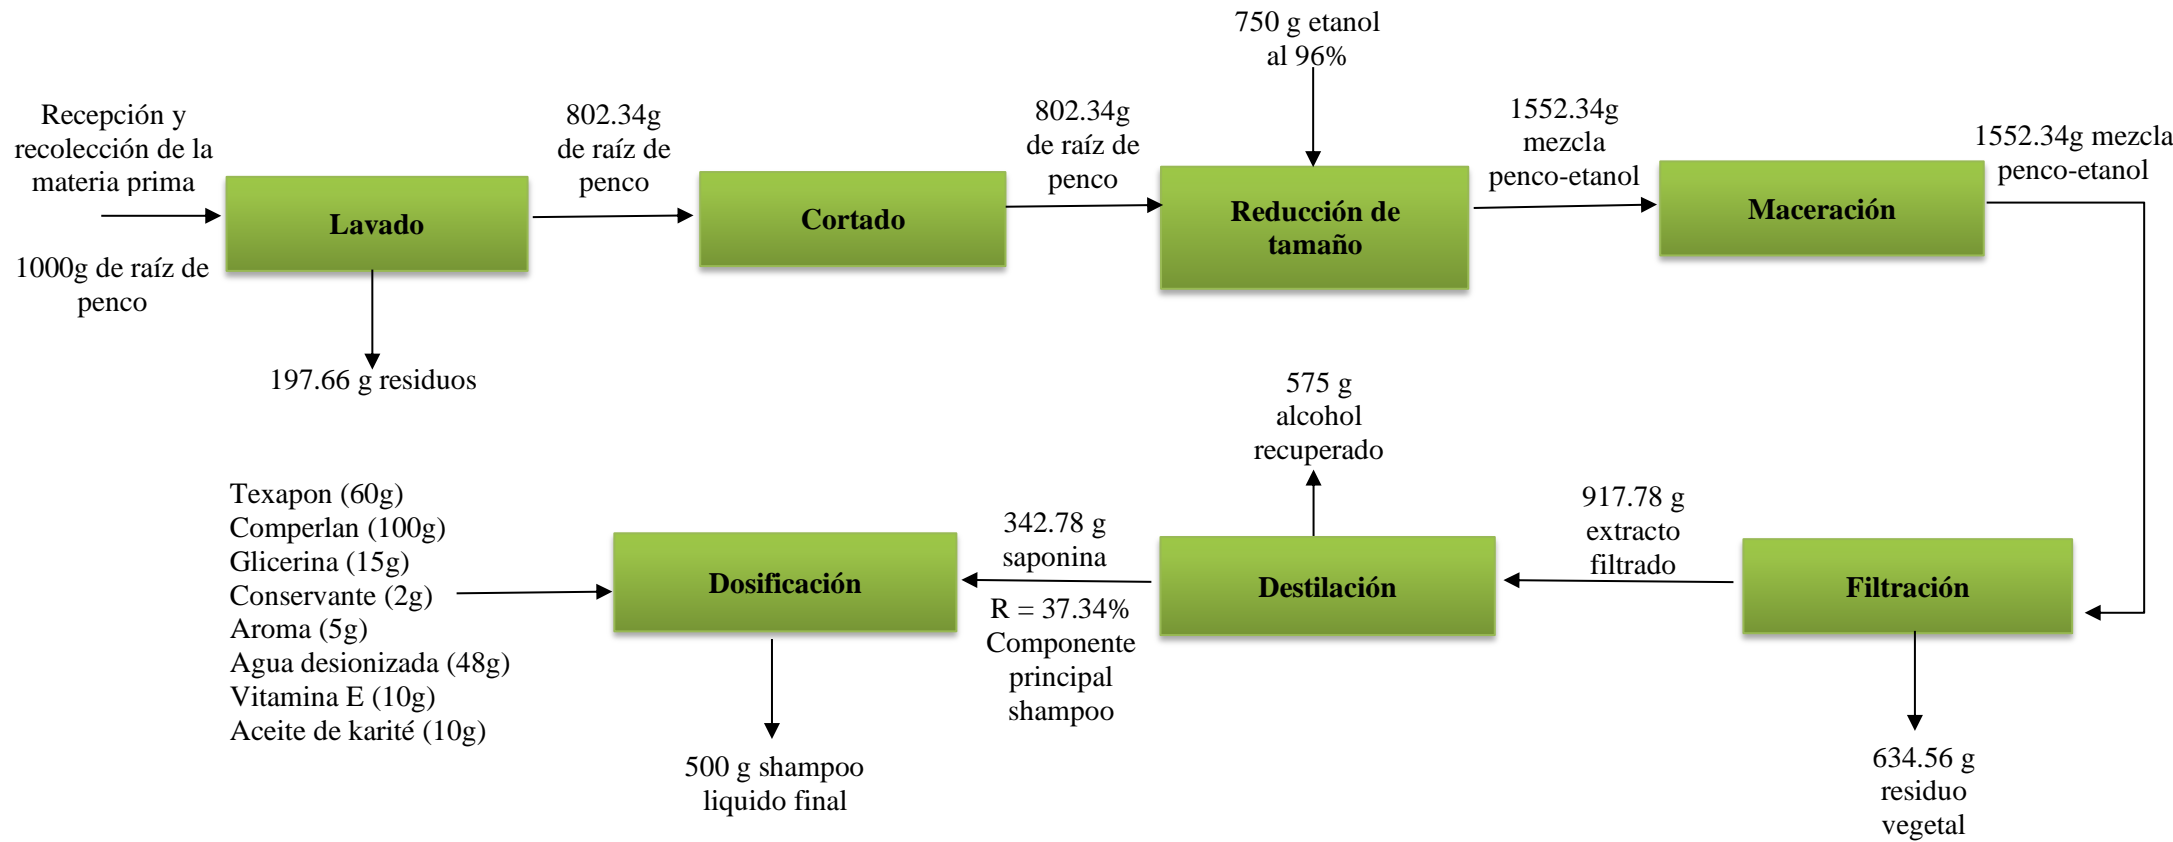 Recepción y
recolección de la
materia prima
1000g de raíz de
penco
Lavado
197.66 g residuos
802.34g
de raíz de
penco
Cortado
802.34g
de raíz de
penco
750 g etanol
al 96%
Reducción de
tamaño
1552.34g
mezcla
penco-etanol
Maceración
1552.34g mezcla
penco-etanol
Filtración
634.56 g
residuo
vegetal
917.78 g
extracto
filtrado
Destilación
575 g
alcohol
recuperado
342.78 g
saponina
R = 37.34%
Componente
principal
shampoo
Dosificación
Texapon (60g)
Comperlan (100g)
Glicerina (15g)
Conservante (2g)
Aroma (5g)
Agua desionizada (48g)
Vitamina E (10g)
Aceite de karité (10g)
500 g shampoo
liquido final